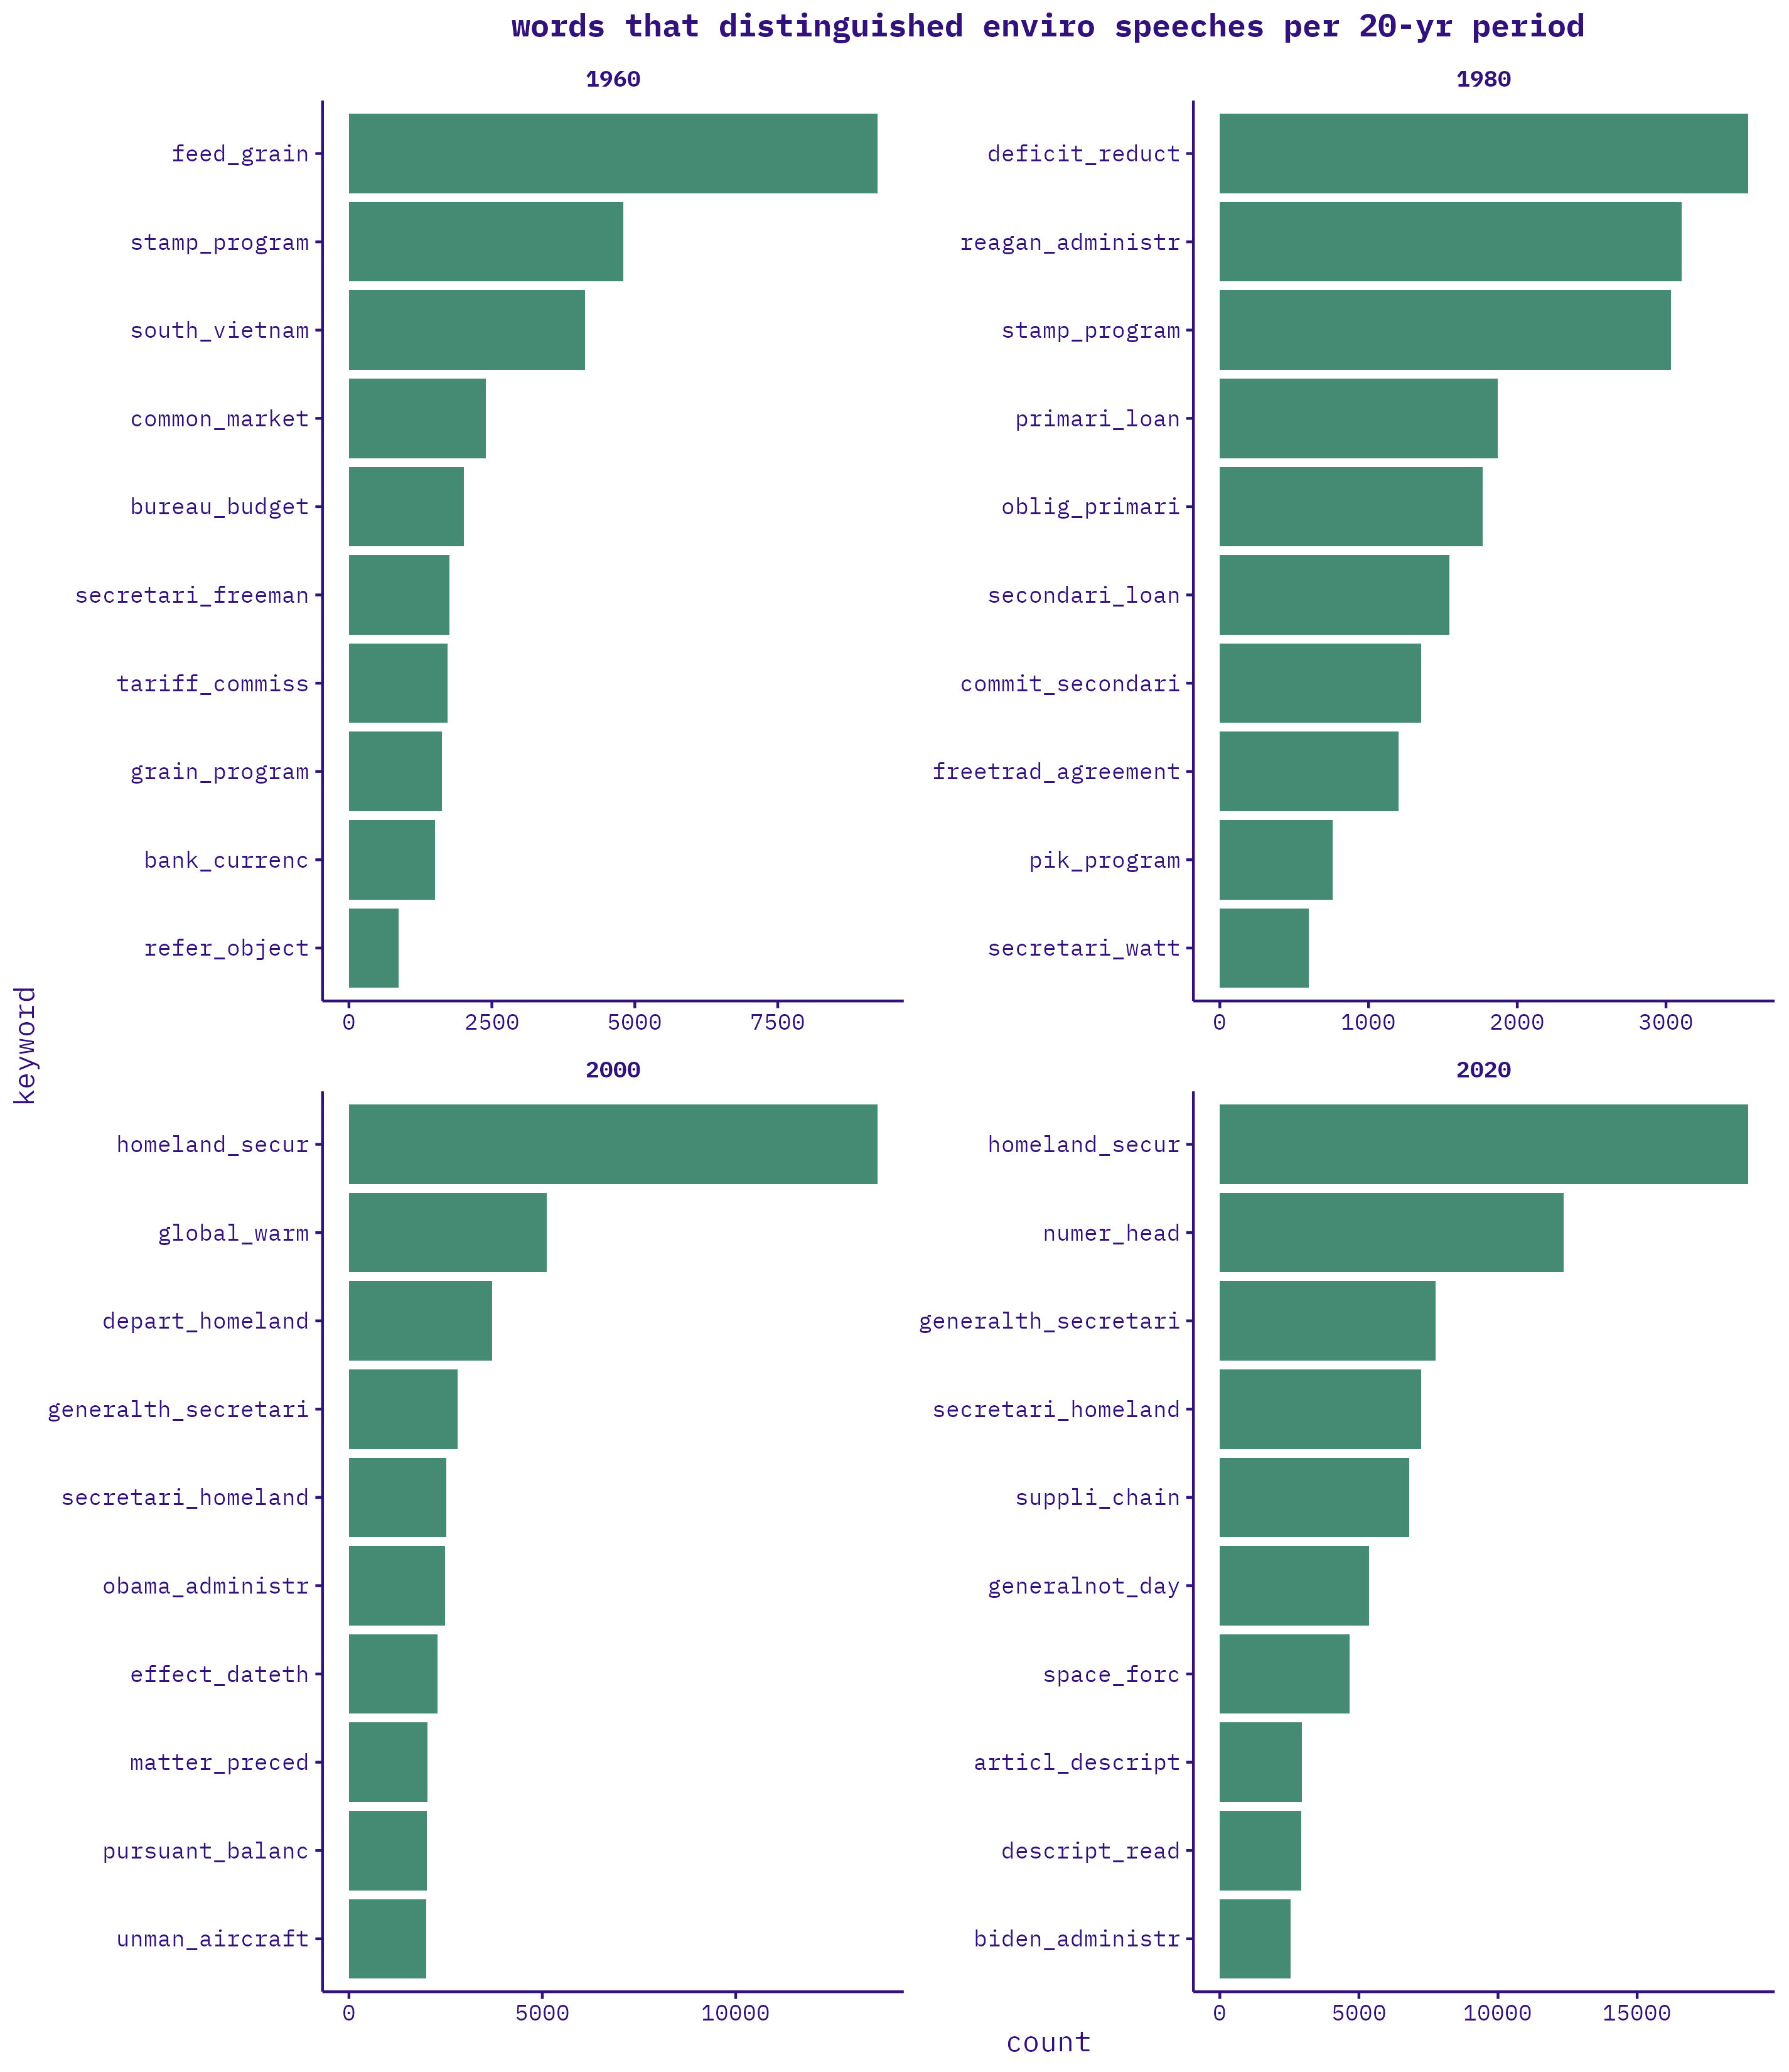 words that distinguished enviro speeches per 20-yr period
1960
feed_grain
stamp_program
south_vietnam
common_market
bureau_budget
secretari_freeman
tariff_commiss
grain_program
bank_currenc
refer_object
0 2500 5000 7500
1980
deficit_reduct
reagan_administr
stamp_program
primari_loan
oblig_primari
secondari_loan
commit_secondari
freetrad_agreement
pik_program
secretari_watt
0 1000 2000 3000
keyword
2000
homeland_secur
global_warm
depart_homeland
generalth_secretari
secretari_homeland
obama_administr
effect_dateth
matter_preced
pursuant_balanc
unman_aircraft
0 5000 10000
2020
homeland_secur
numer_head
generalth_secretari
secretari_homeland
suppli_chain
generalnot_day
space_forc
articl_descript
descript_read
biden_administr
0 5000 10000 15000
count